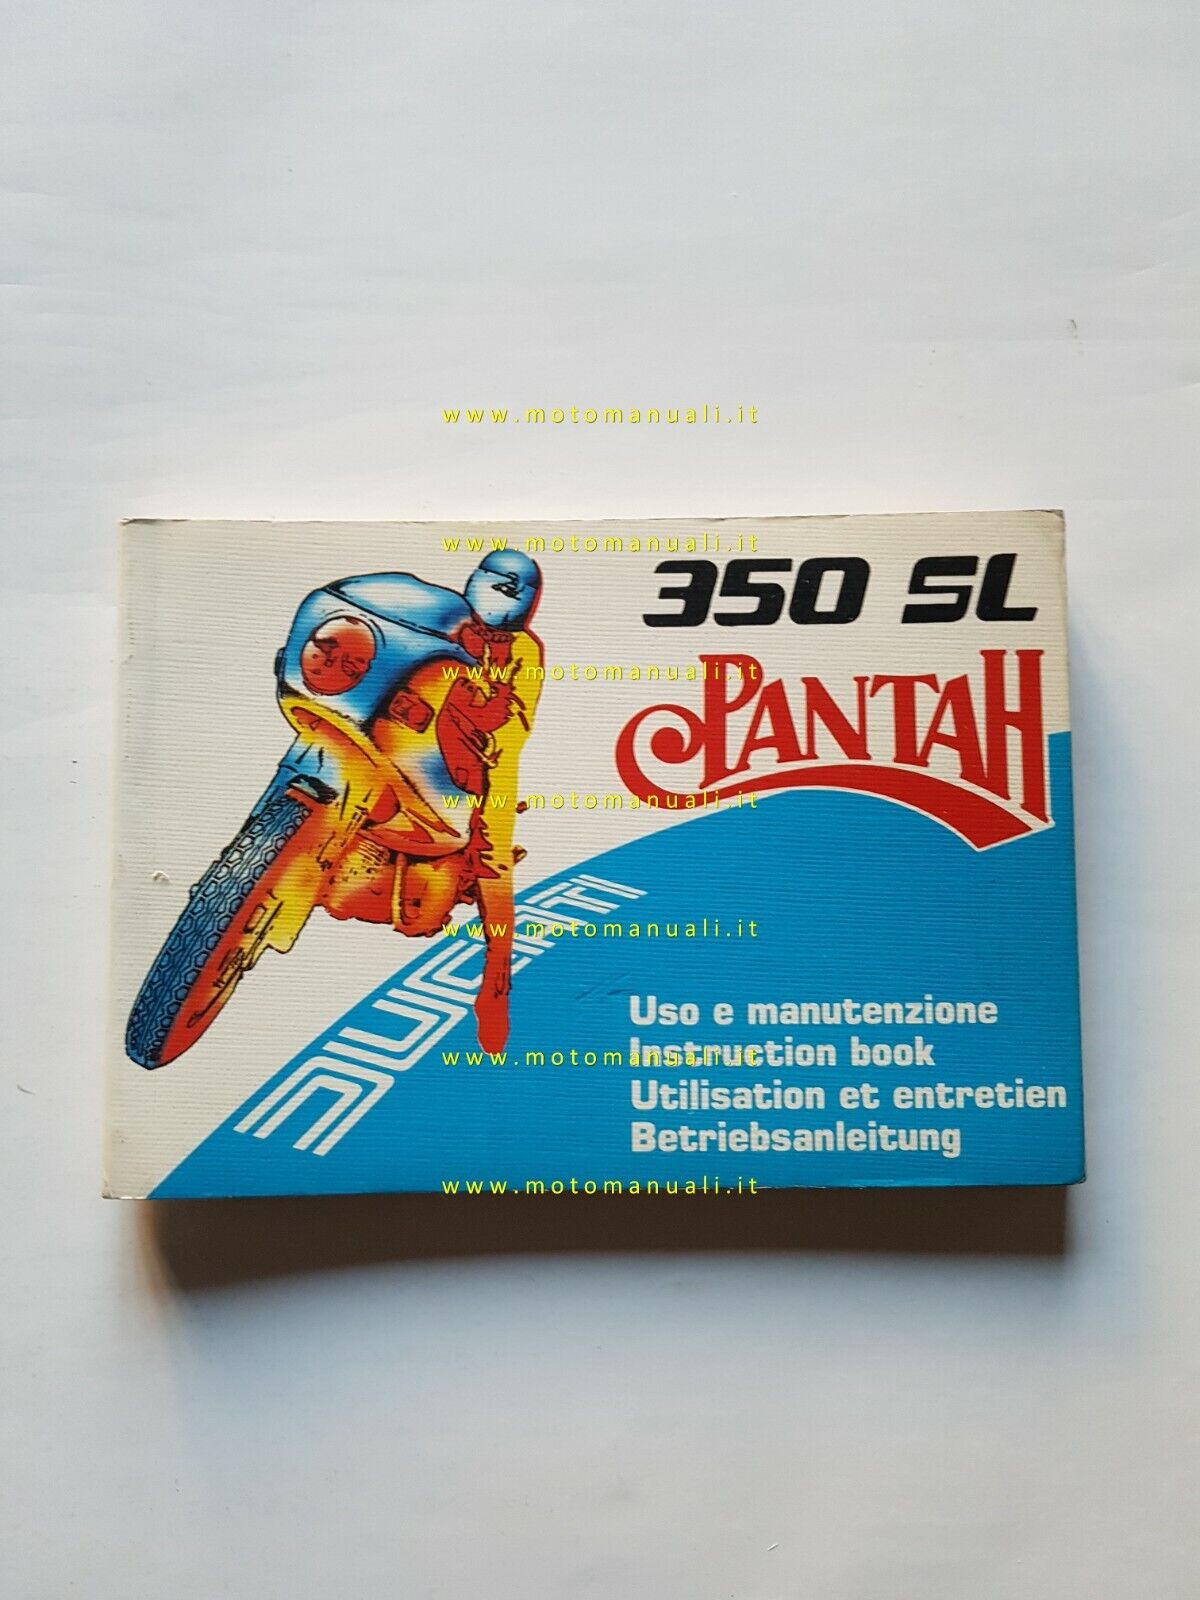 www.motomanuali.it
www.motomanuali.it
350 SL
www.motomanuali.it
PANTAH
www.motomanuali.it
DUCATI
www.motomanuali.it
Uso e manutenzione
Instruction book
www.motomanuali.it
Utilisation et entretien
Betriebsanleitung
www.motomanuali.it